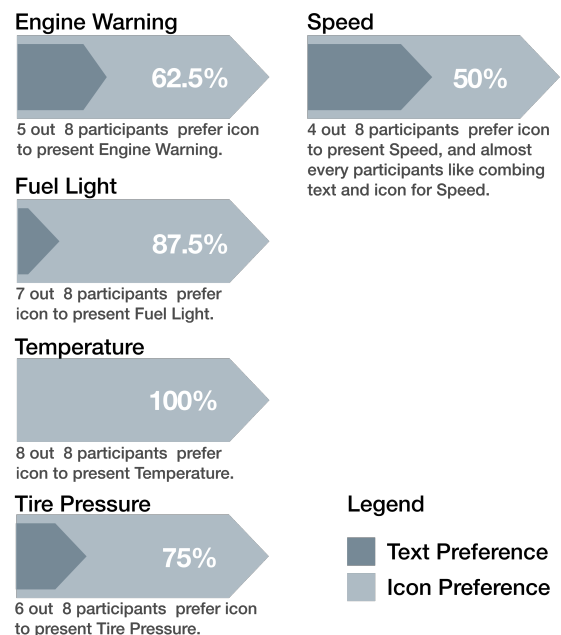 Engine Warning
62.5%
5 out 8 participants prefer icon
to present Engine Warning.
Fuel Light
87.5%
7 out 8 participants prefer
icon to present Fuel Light.
Temperature
100%
8 out 8 participants prefer
icon to present Temperature.
Tire Pressure
75%
6 out 8 participants prefer icon
to present Tire Pressure.
Speed
50%
4 out 8 participants prefer icon
to present Speed, and almost
every participants like combing
text and icon for Speed.
Legend
Text Preference
Icon Preference